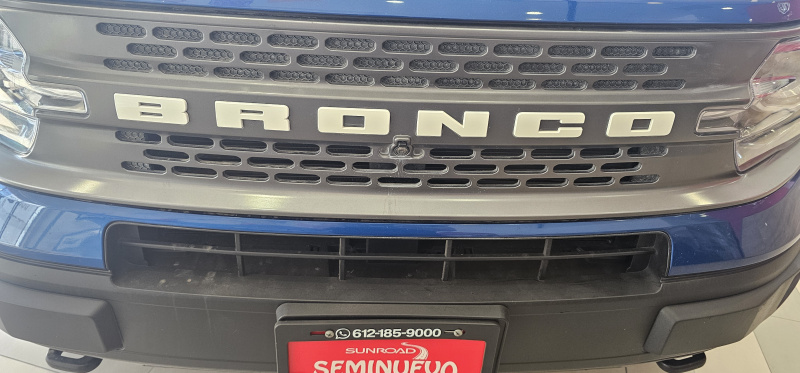 BRONCO
612-185-9000
SUNROAD
SEMINUEVO